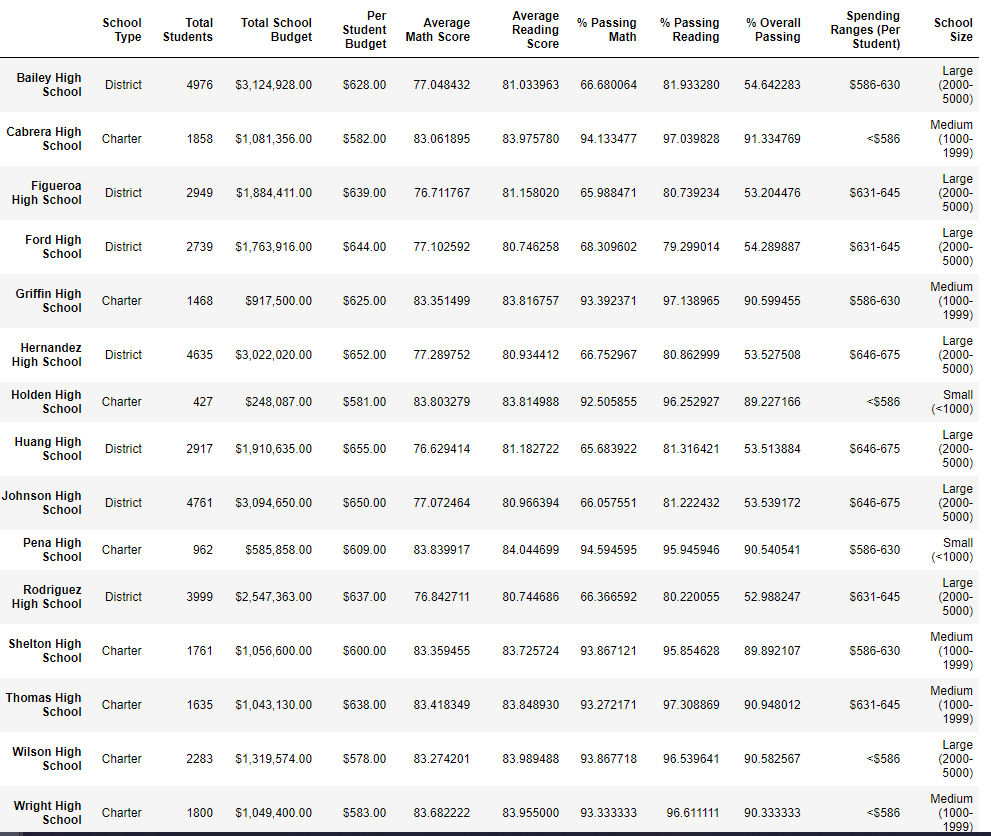 School Type Total Students Total School Budget Per Student Budget Average Math Score Average Reading Score % Passing Math % Passing Reading % Overall Passing Spending Ranges (Per Student) School Size
Bailey High School District 4976 $3,124,928.00 $628.00 77.048432 81.033963 66.680064 81.933280 54.642283 $586-630 Large (2000-5000)
Cabrera High School Charter 1858 $1,081,356.00 $582.00 83.061895 83.975780 94.133477 97.039828 91.334769 <$586 Medium (1000-1999)
Figueroa High School District 2949 $1,884,411.00 $639.00 76.711767 81.158020 65.988471 80.739234 53.204476 $631-645 Large (2000-5000)
Ford High School District 2739 $1,763,916.00 $644.00 77.102592 80.746258 68.309602 79.299014 54.289887 $631-645 Large (2000-5000)
Griffin High School Charter 1468 $917,500.00 $625.00 83.351499 83.816757 93.392371 97.138965 90.599455 $586-630 Medium (1000-1999)
Hernandez High School District 4635 $3,022,020.00 $652.00 77.289752 80.934412 66.752967 80.862999 53.527508 $646-675 Large (2000-5000)
Holden High School Charter 427 $248,087.00 $581.00 83.803279 83.814988 92.505855 96.252927 89.227166 <$586 Small (<1000)
Huang High School District 2917 $1,910,635.00 $655.00 76.629414 81.182722 65.683922 81.316421 53.513884 $646-675 Large (2000-5000)
Johnson High School District 4761 $3,094,650.00 $650.00 77.072464 80.966394 66.057551 81.222432 53.539172 $646-675 Large (2000-5000)
Pena High School Charter 962 $585,858.00 $609.00 83.839917 84.044699 94.594595 95.945946 90.540541 $586-630 Small (<1000)
Rodriguez High School District 3999 $2,547,363.00 $637.00 76.842711 80.744686 66.366592 80.220055 52.988247 $631-645 Large (2000-5000)
Shelton High School Charter 1761 $1,056,600.00 $600.00 83.359455 83.725724 93.867121 95.854628 89.892107 $586-630 Medium (1000-1999)
Thomas High School Charter 1635 $1,043,130.00 $638.00 83.418349 83.848930 93.272171 97.308869 90.948012 $631-645 Medium (1000-1999)
Wilson High School Charter 2283 $1,319,574.00 $578.00 83.274201 83.989488 93.867718 96.539641 90.582567 <$586 Large (2000-5000)
Wright High School Charter 1800 $1,049,400.00 $583.00 83.682222 83.955000 93.333333 96.611111 90.333333 <$586 Medium (1000-1999)